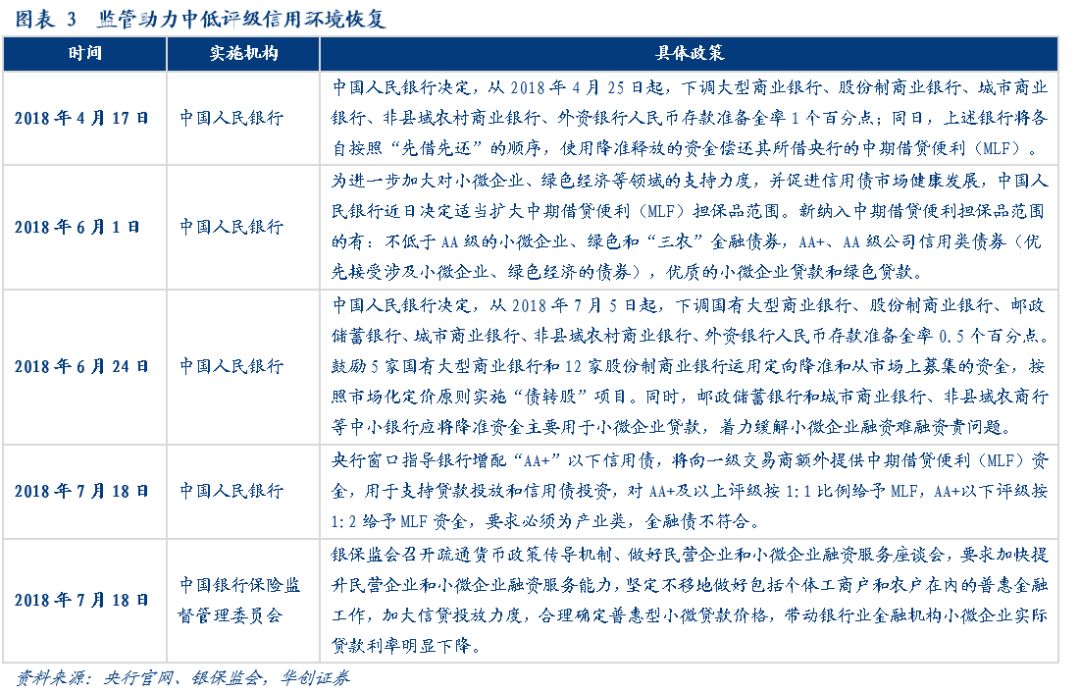 图表 3 监管助力中低评级信用环境恢复
时间 实施机构 具体政策
2018 年 4 月 17 日 中国人民银行 中国人民银行决定，从 2018 年 4 月 25 日起，下调大型商业银行、股份制商业银行、城市商业
银行、非县域农村商业银行、外资银行人民币存款准备金率 1 个百分点；同日，上述银行将各
自按照“先借先还”的顺序，使用降准释放的资金偿还其所借央行的中期借贷便利（MLF）。
2018 年 6 月 1 日 中国人民银行 为进一步加大对小微企业、绿色经济等领域的支持力度，并促进信用债市场健康发展，中国人
民银行近日决定适当扩大中期借贷便利（MLF）担保品范围。新纳入中期借贷便利担保品范围
的有：不低于 AA 级的小微企业、绿色和“三农”金融债券，AA+、AA 级公司信用类债券（优
先接受涉及小微企业、绿色经济的债券），优质的小微企业贷款和绿色贷款。
2018 年 6 月 24 日 中国人民银行 中国人民银行决定，从 2018 年 7 月 5 日起，下调国有大型商业银行、股份制商业银行、邮政
储蓄银行、城市商业银行、非县域农村商业银行、外资银行人民币存款准备金率 0.5 个百分点。
鼓励 5 家国有大型商业银行和 12 家股份制商业银行运用定向降准和从市场上募集的资金，按
照市场化定价原则实施“债转股”项目。同时，邮政储蓄银行和城市商业银行、非县域农商行
等中小银行应将降准资金主要用于小微企业贷款，着力缓解小微企业融资难融资贵问题。
2018 年 7 月 18 日 中国人民银行 央行窗口指导银行增配“AA+”以下信用债，将向一级交易商额外提供中期借贷便利（MLF）资
金，用于支持贷款投放和信用债投资，对 AA+及以上评级按 1：1 比例给予 MLF，AA+以下评级按
1：2 给予 MLF 资金，要求必须为产业类，金融债不符合。
2018 年 7 月 18 日 中国银行保险监督管理委员会 银保监会召开疏通货币政策传导机制、做好民营企业和小微企业融资服务座谈会，要求加快提
升民营企业和小微企业融资服务能力，坚定不移地做好包括个体工商户和农户在内的普惠金融
工作，加大信贷投放力度，合理确定普惠型小微贷款价格，带动银行业金融机构小微企业实际
贷款利率明显下降。
资料来源：央行官网、银保监会，华创证券